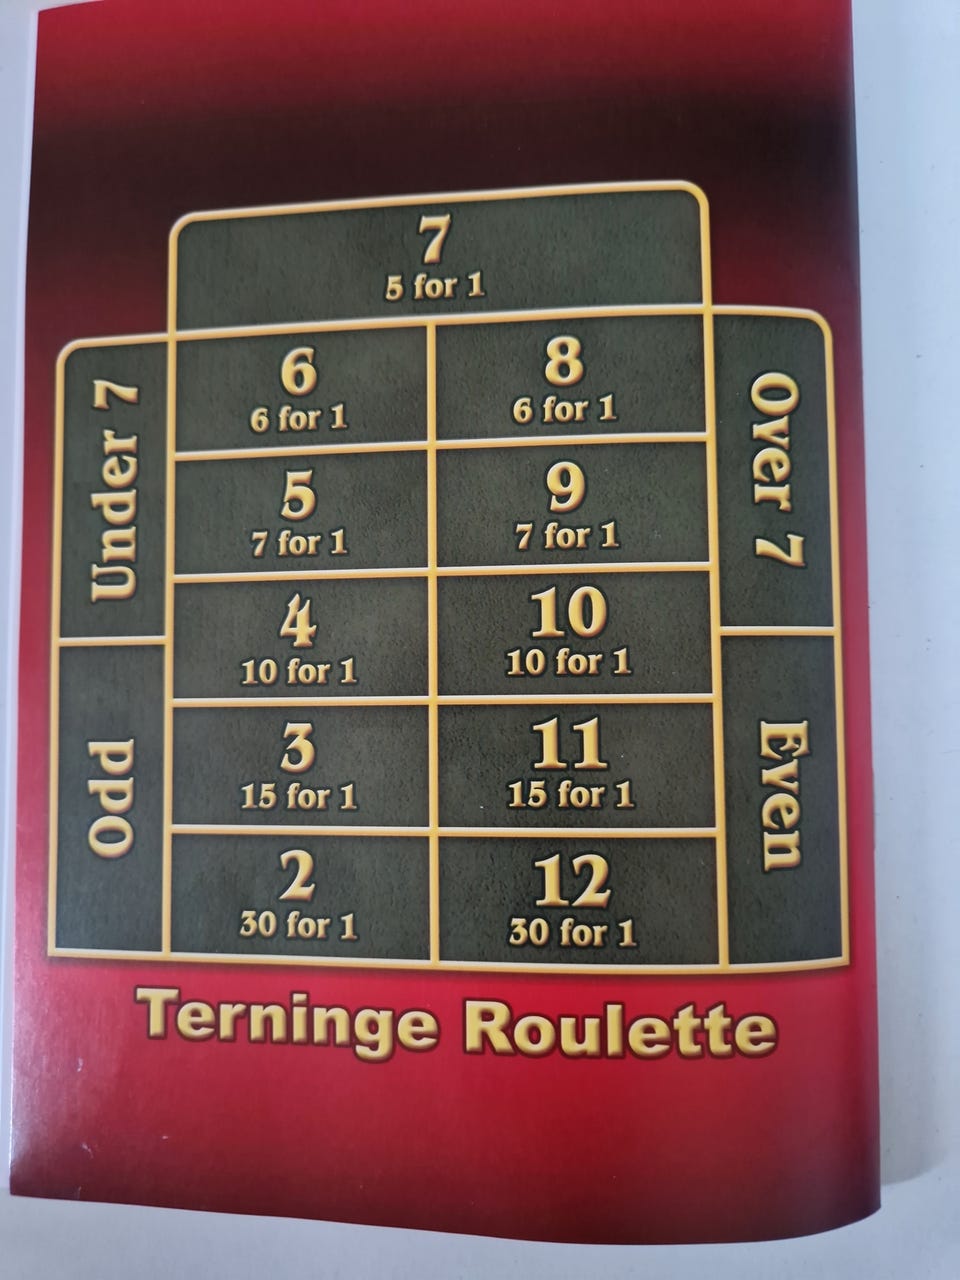 7
5 for 1
Under 7
6
6 for 1
8
6 for 1
Over 7
5
7 for 1
9
7 for 1
4
10 for 1
10
10 for 1
Odd
3
15 for 1
11
15 for 1
Even
2
30 for 1
12
30 for 1
Terninge Roulette